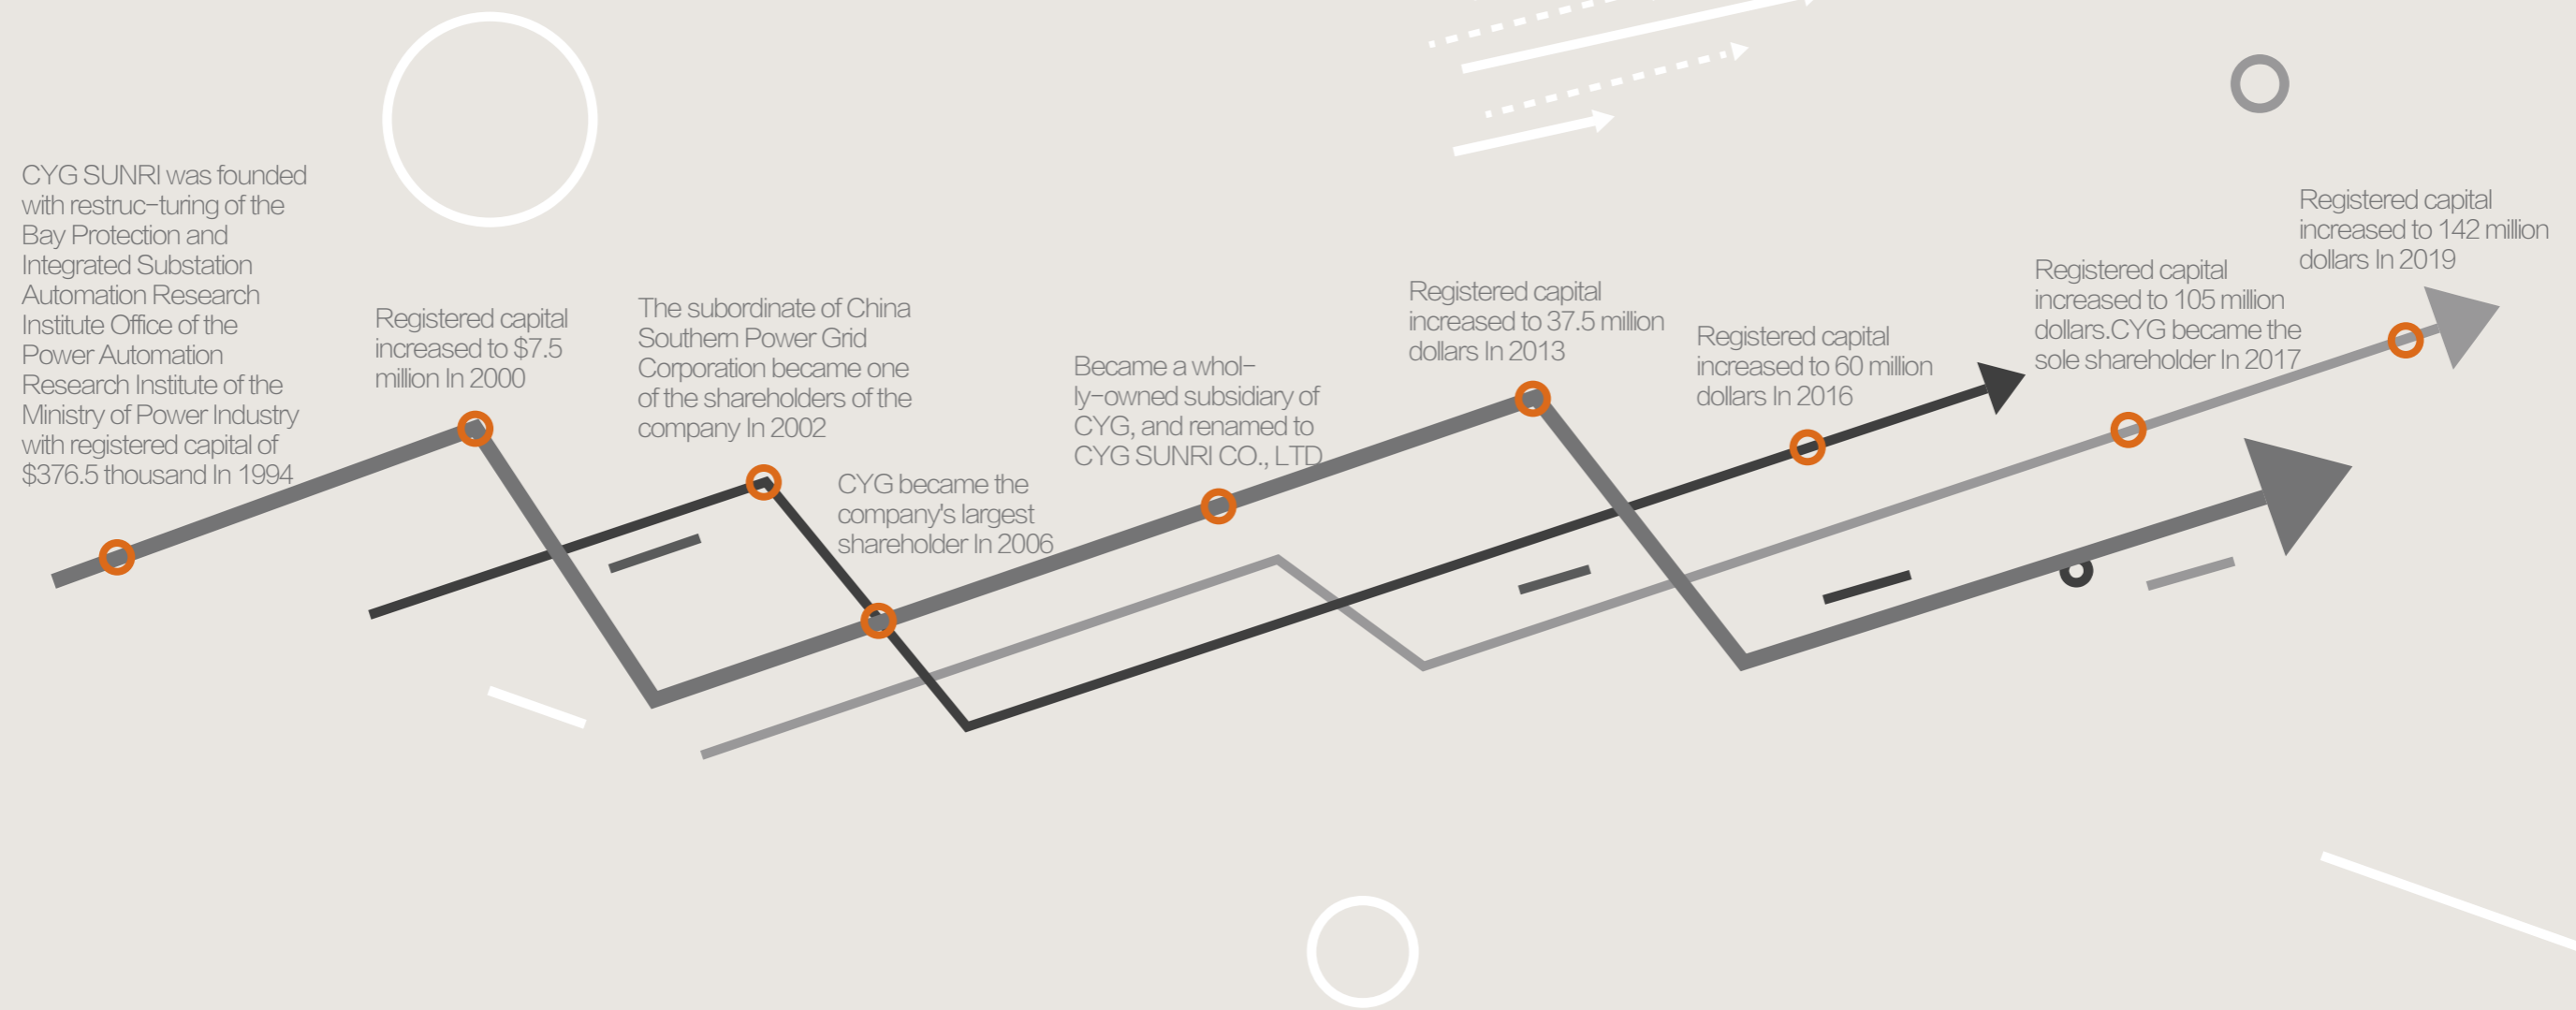 CYG SUNRI was founded
with restruc-turing of the
Bay Protection and
Integrated Substation
Automation Research
Institute Office of the
Power Automation
Research Institute of the
Ministry of Power Industry
with registered capital of
$376.5 thousand In 1994
Registered capital
increased to $7.5
million In 2000
The subordinate of China
Southern Power Grid
Corporation became one
of the shareholders of the
company In 2002
CYG became the
company's largest
shareholder In 2006
Became a whol-
ly-owned subsidiary of
CYG, and renamed to
CYG SUNRI CO., LTD
Registered capital
increased to 37.5 million
dollars In 2013
Registered capital
increased to 60 million
dollars In 2016
Registered capital
increased to 105 million
dollars.CYG became the
sole shareholder In 2017
Registered capital
increased to 142 million
dollars In 2019